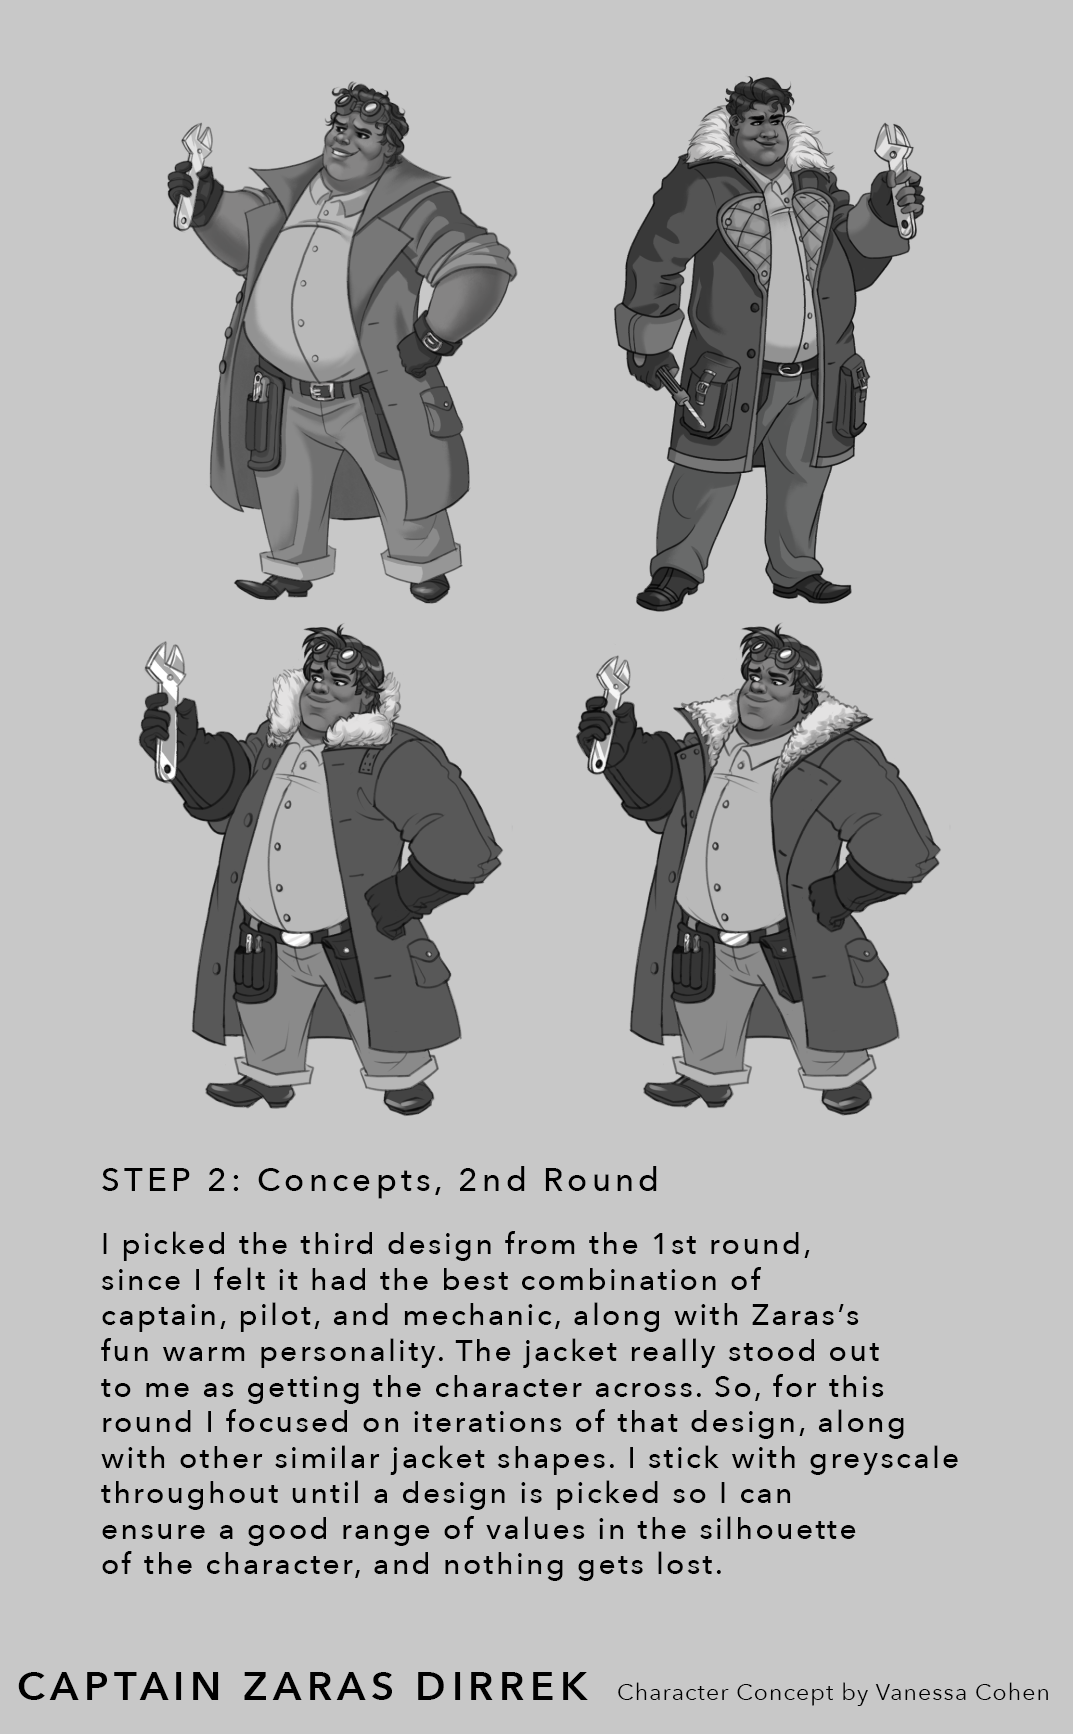 STEP 2: Concepts, 2nd Round
I picked the third design from the 1st round,
since I felt it had the best combination of
captain, pilot, and mechanic, along with Zaras’s
fun warm personality. The jacket really stood out
to me as getting the character across. So, for this
round I focused on iterations of that design, along
with other similar jacket shapes. I stick with greyscale
throughout until a design is picked so I can
ensure a good range of values in the silhouette
of the character, and nothing gets lost.
CAPTAIN ZARAS DIRREK Character Concept by Vanessa Cohen